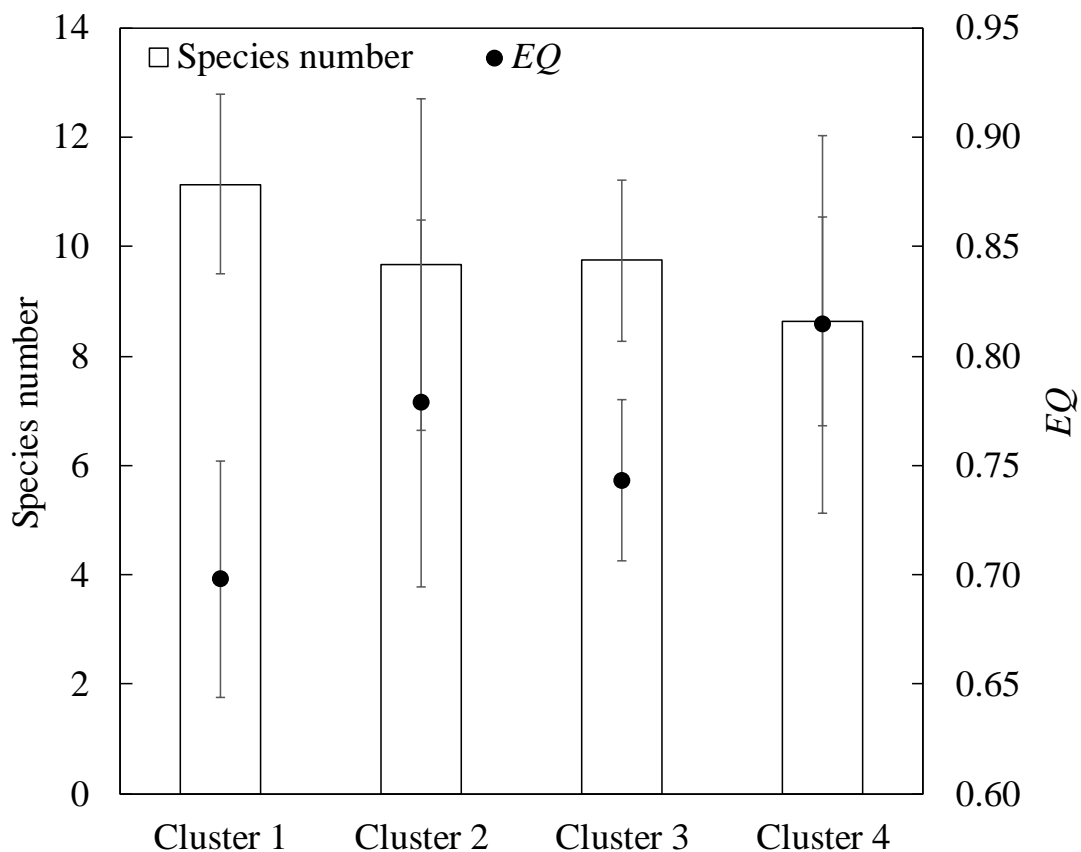 Species number
EQ
14
12
10
8
6
4
2
0
Species number
0.95
0.90
0.85
0.80
0.75
0.70
0.65
0.60
EQ
Cluster 1
Cluster 2
Cluster 3
Cluster 4